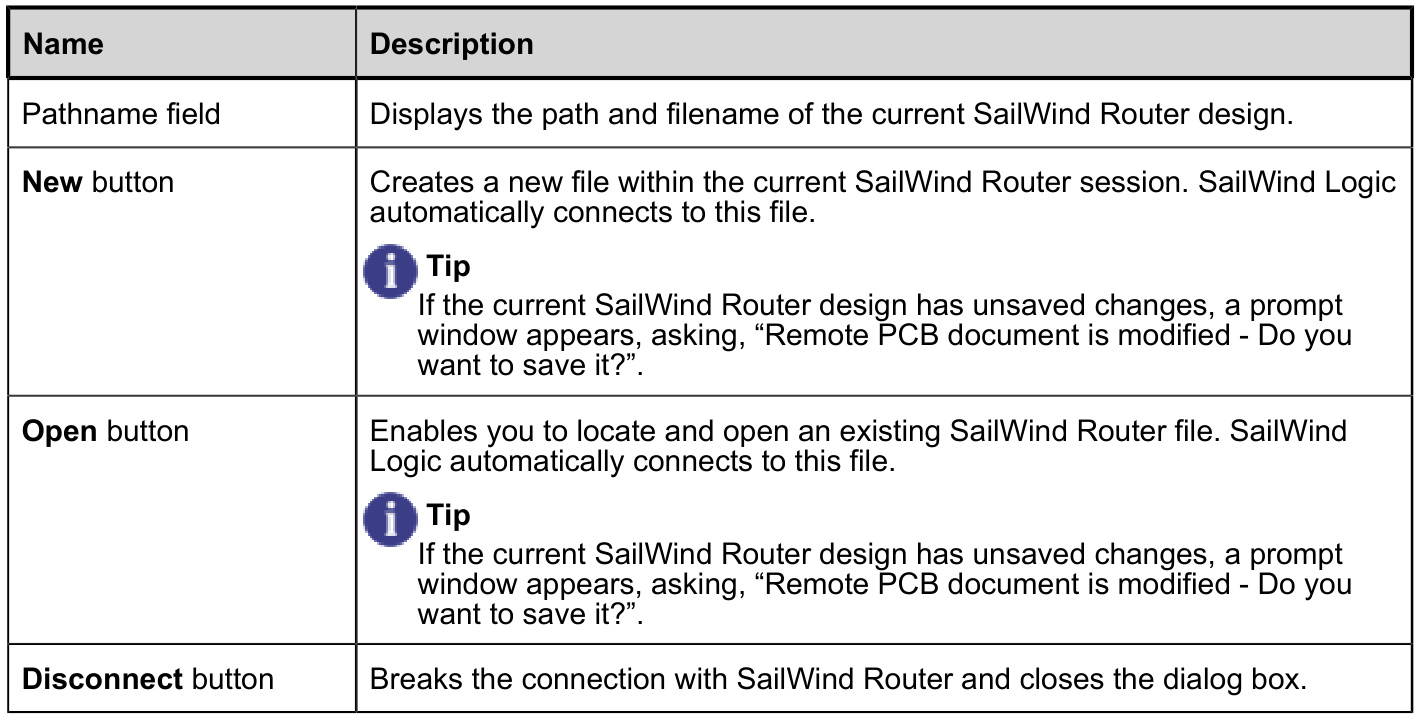 Name
Description
Pathname field
Displays the path and filename of the current SailWind Router design.
New button
Creates a new file within the current SailWind Router session. SailWind Logic
automatically connects to this file.
Tip
If the current SailWind Router design has unsaved changes, a prompt
window appears, asking, “Remote PCB document is modified - Do you
want to save it?”.
Open button
Enables you to locate and open an existing SailWind Router file. SailWind
Logic automatically connects to this file.
Tip
If the current SailWind Router design has unsaved changes, a prompt
window appears, asking, “Remote PCB document is modified - Do you
want to save it?”.
Disconnect button
Breaks the connection with SailWind Router and closes the dialog box.